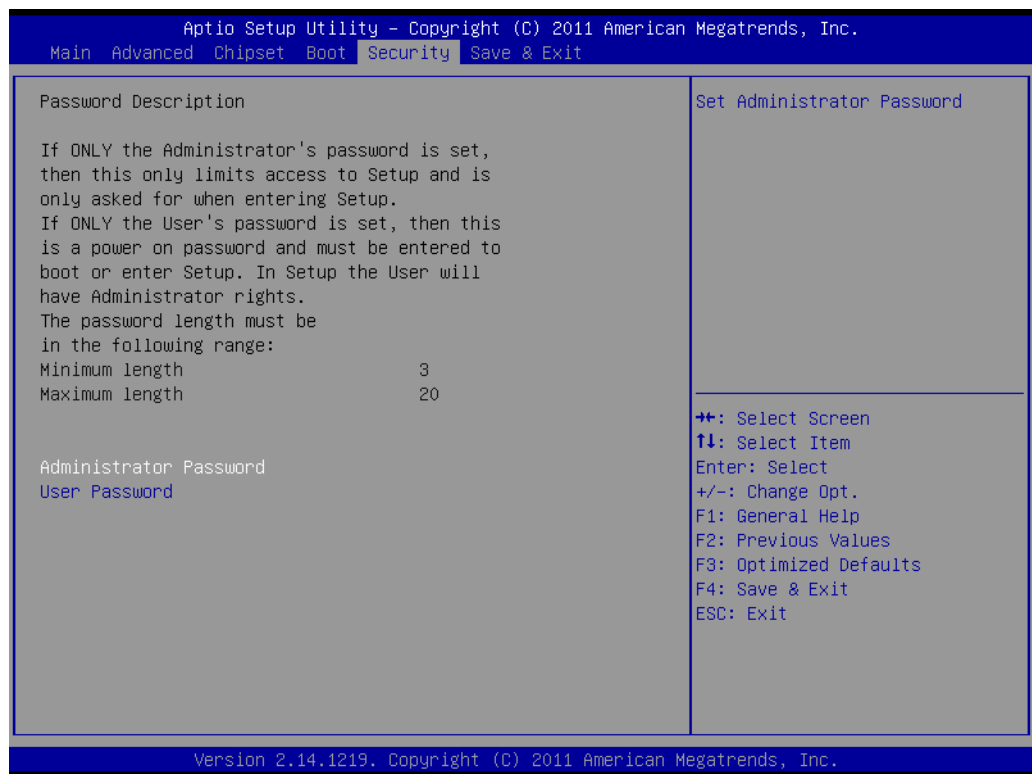 Aptio Setup Utility – Copyright (C) 2011 American Megatrends, Inc.
Main Advanced Chipset Boot Security Save & Exit
Password Description
If ONLY the Administrator's password is set,
then this only limits access to Setup and is
only asked for when entering Setup.
If ONLY the User's password is set, then this
is a power on password and must be entered to
boot or enter Setup. In Setup the User will
have Administrator rights.
The password length must be
in the following range:
Minimum length 3
Maximum length 20
Administrator Password
User Password
Set Administrator Password
→←: Select Screen
↑↓: Select Item
Enter: Select
+/-: Change Opt.
F1: General Help
F2: Previous Values
F3: Optimized Defaults
F4: Save & Exit
ESC: Exit
Version 2.14.1219. Copyright (C) 2011 American Megatrends, Inc.